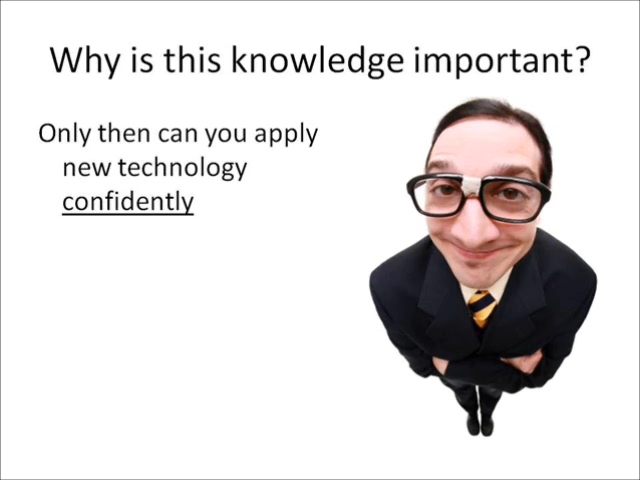 Why is this knowledge important?
Only then can you apply
new technology
confidently